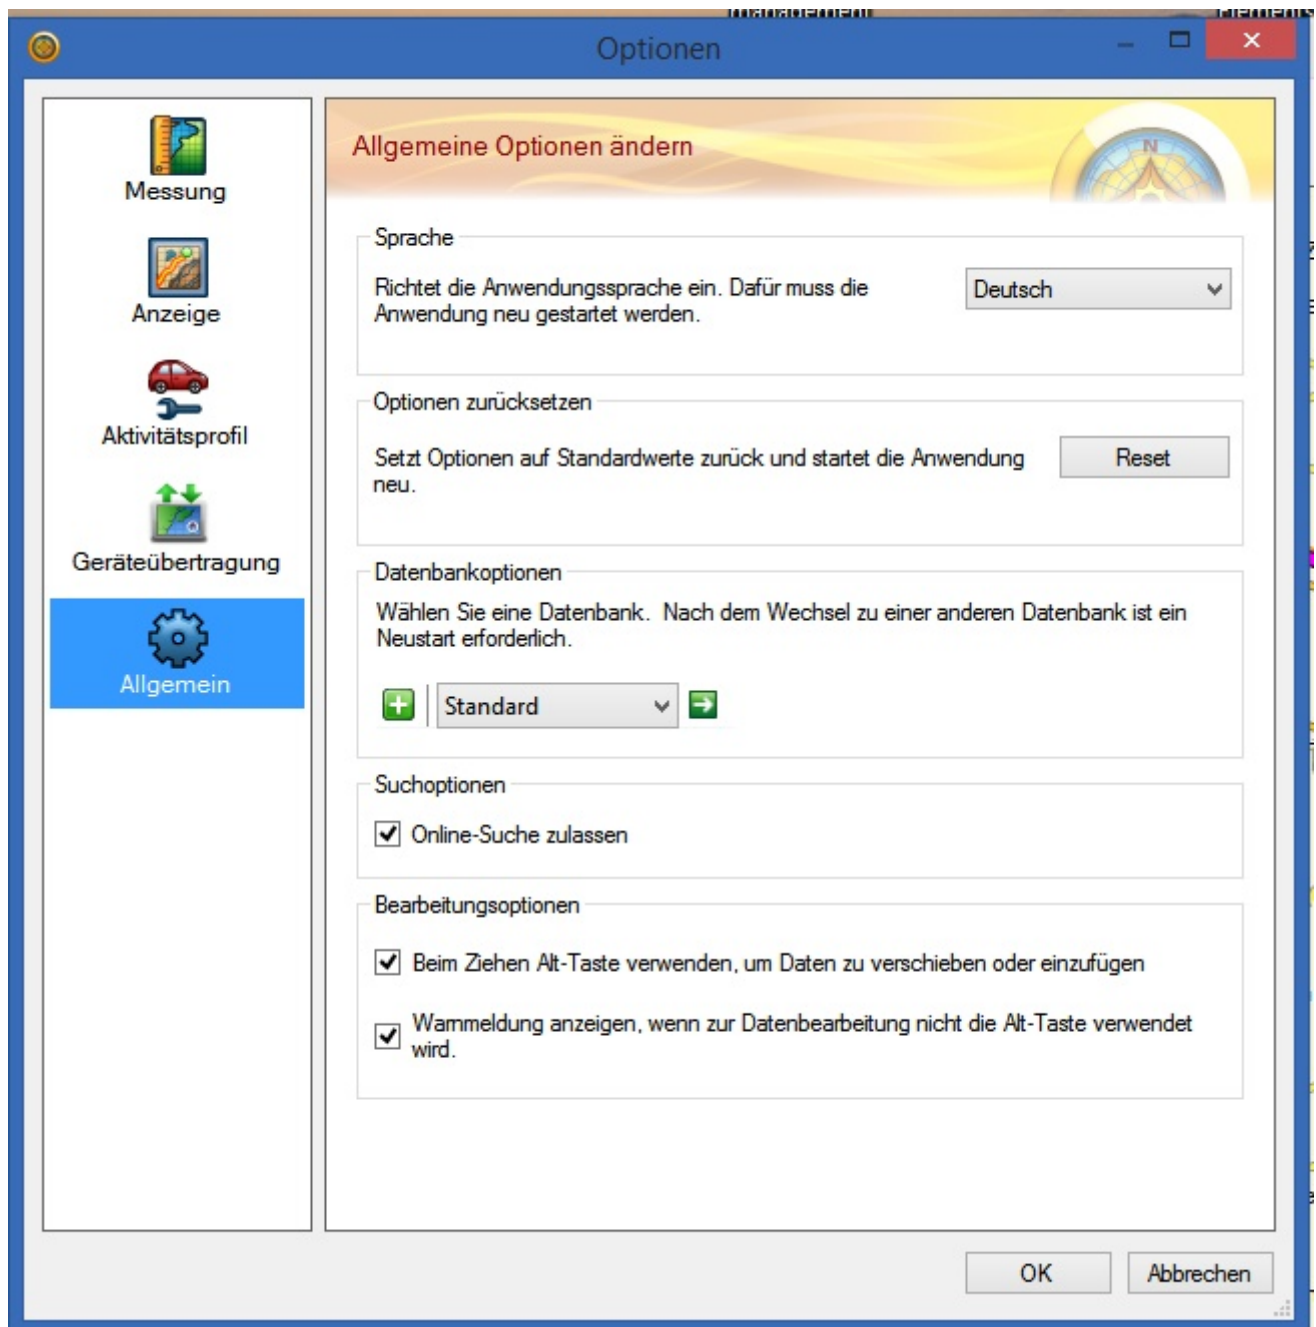 management
Optionen
Messung
Anzeige
Aktivitätsprofil
Geräteübertragung
Allgemein
Allgemeine Optionen ändern
N
Sprache
Richtet die Anwendungssprache ein. Dafür muss die
Anwendung neu gestartet werden.
Deutsch
Optionen zurücksetzen
Setzt Optionen auf Standardwerte zurück und startet die Anwendung
neu.
Reset
Datenbankoptionen
Wählen Sie eine Datenbank.  Nach dem Wechsel zu einer anderen Datenbank ist ein
Neustart erforderlich.
Standard
Suchoptionen
Online-Suche zulassen
Bearbeitungsoptionen
Beim Ziehen Alt-Taste verwenden, um Daten zu verschieben oder einzufügen
Warnmeldung anzeigen, wenn zur Datenbearbeitung nicht die Alt-Taste verwendet
wird.
OK
Abbrechen